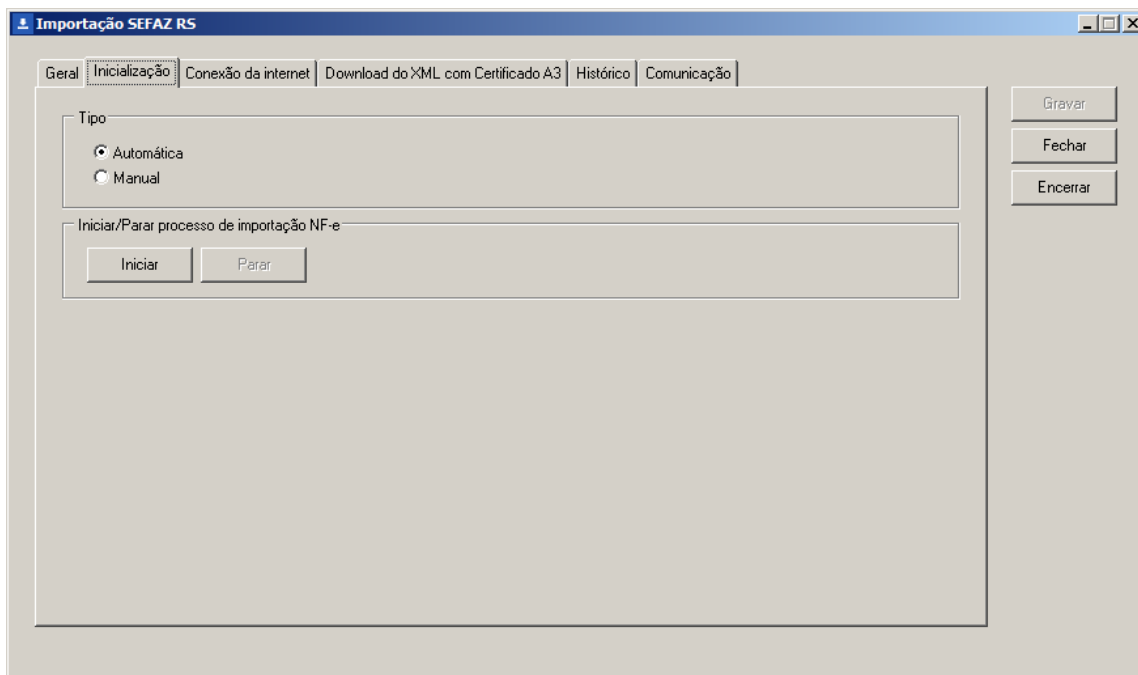 Importação SEFAZ RS
Geral Inicialização Conexão da internet Download do XML com Certificado A3 Histórico Comunicação
Gravar
Tipo
Automática
Fechar
Manual
Encerrar
Iniciar/Parar processo de importação NF-e
Iniciar Parar